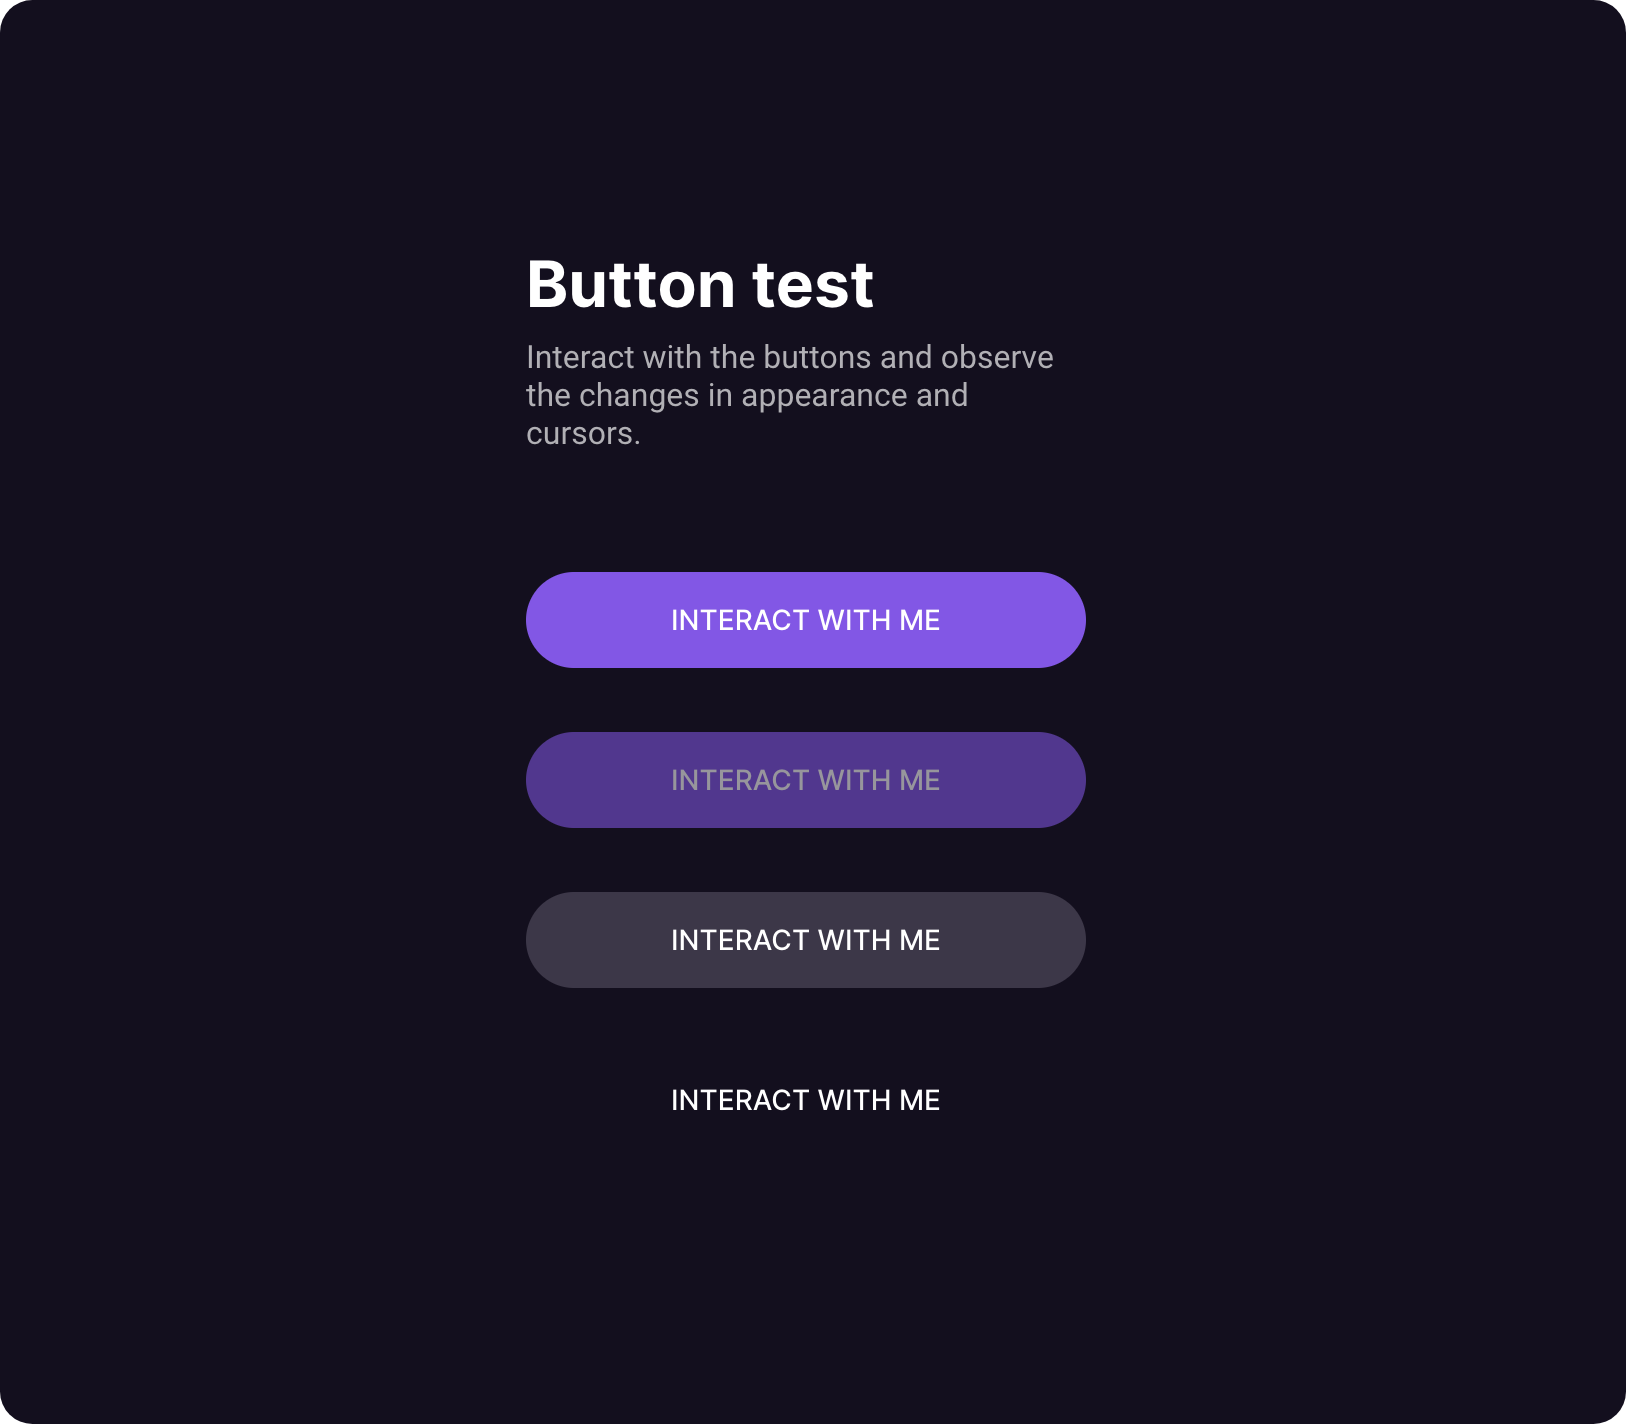 Button test
Interact with the buttons and observe
the changes in appearance and
cursors.
INTERACT WITH ME
INTERACT WITH ME
INTERACT WITH ME
INTERACT WITH ME